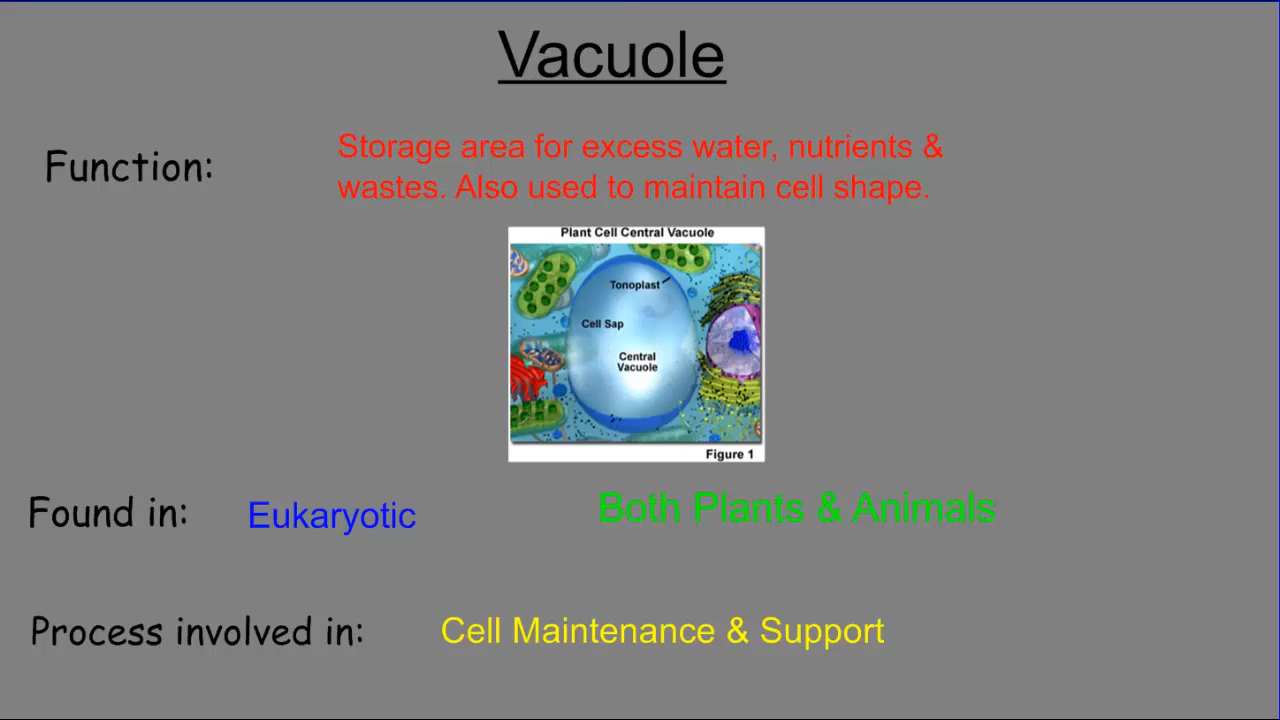 Vacuole
Function:
Storage area for excess water, nutrients &
wastes. Also used to maintain cell shape.
Plant Cell Central Vacuole
Tonoplast
Cell Sap
Central
Vacuole
Figure 1
Found in: Eukaryotic Both Plants & Animals
Process involved in: Cell Maintenance & Support